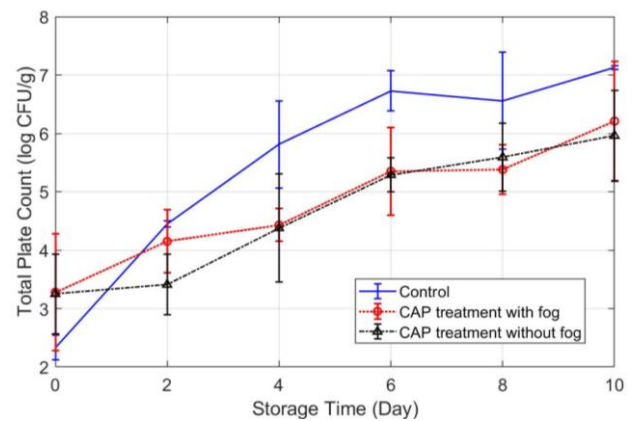 8
7
6
5
4
3
2
0
2
4
6
8
10
Total Plate Count (log CFU/g)
Storage Time (Day)
Control
CAP treatment with fog
CAP treatment without fog